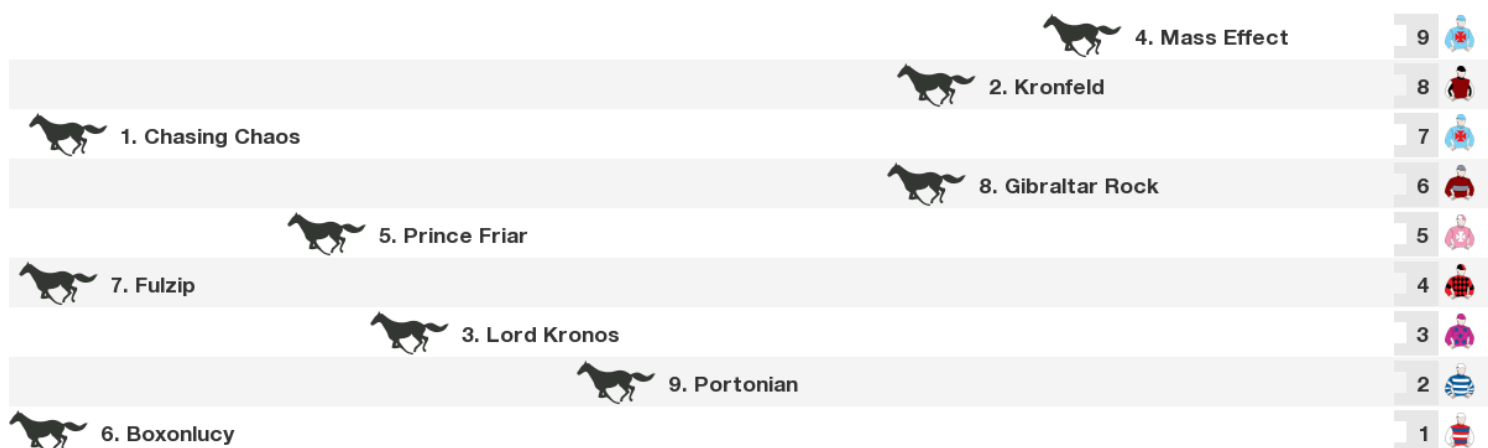 4. Mass Effect 9
2. Kronfeld 8
1. Chasing Chaos 7
8. Gibraltar Rock 6
5. Prince Friar 5
7. Fulzip 4
3. Lord Kronos 3
9. Portonian 2
6. Boxonlucy 1